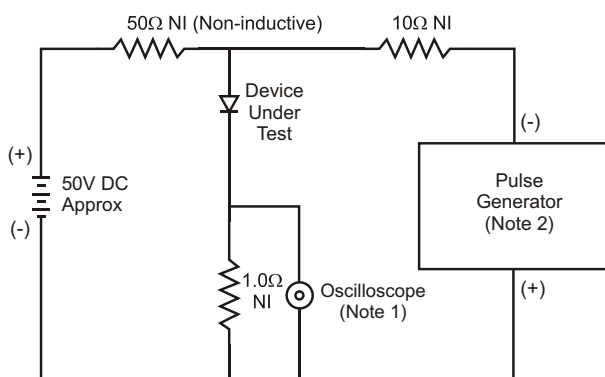 50Ω NI (Non-inductive)
10Ω NI
Device
Under
Test
(-)
(+)
50V DC
Approx
(-)
Pulse
Generator
(Note 2)
1.0Ω
NI
Oscilloscope
(Note 1)
(+)